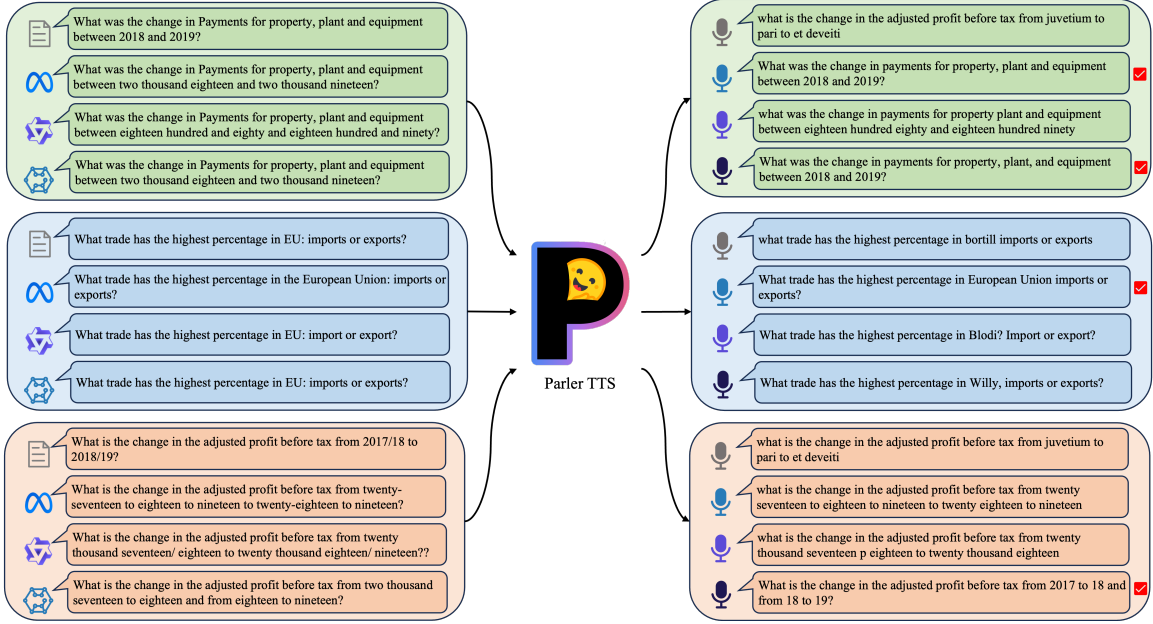 What was the change in Payments for property, plant and equipment
between 2018 and 2019?
What was the change in Payments for property, plant and equipment
between two thousand eighteen and two thousand nineteen?
What was the change in Payments for property, plant and equipment
between eighteen hundred and eighty and eighteen hundred and ninety?
What was the change in Payments for property, plant and equipment
between two thousand eighteen and two thousand nineteen?
What trade has the highest percentage in EU: imports or exports?
What trade has the highest percentage in the European Union: imports or
exports?
What trade has the highest percentage in EU: import or export?
What trade has the highest percentage in EU: imports or exports?
What is the change in the adjusted profit before tax from 2017/18 to
2018/19?
What is the change in the adjusted profit before tax from twenty-
seventeen to eighteen to nineteen to twenty-eighteen to nineteen?
What is the change in the adjusted profit before tax from twenty
thousand seventeen/ eighteen to twenty thousand eighteen/ nineteen??
What is the change in the adjusted profit before tax from two thousand
seventeen to eighteen and from eighteen to nineteen?
P
Parler TTS
what is the change in the adjusted profit before tax from juvetium to
pari to et deveiti
What was the change in payments for property, plant and equipment
between 2018 and 2019?
what was the change in payments for property plant and equipment
between eighteen hundred eighty and eighteen hundred ninety
What was the change in payments for property, plant, and equipment
between 2018 and 2019?
what trade has the highest percentage in bortill imports or exports
What trade has the highest percentage in European Union imports or
exports?
What trade has the highest percentage in Blodi? Import or export?
What trade has the highest percentage in Willy, imports or exports?
what is the change in the adjusted profit before tax from juvetium to
pari to et deveiti
what is the change in the adjusted profit before tax from twenty
seventeen to eighteen to nineteen to twenty eighteen to nineteen
what is the change in the adjusted profit before tax from twenty
thousand seventeen p eighteen to twenty thousand eighteen
What is the change in the adjusted profit before tax from 2017 to 18 and
from 18 to 19?